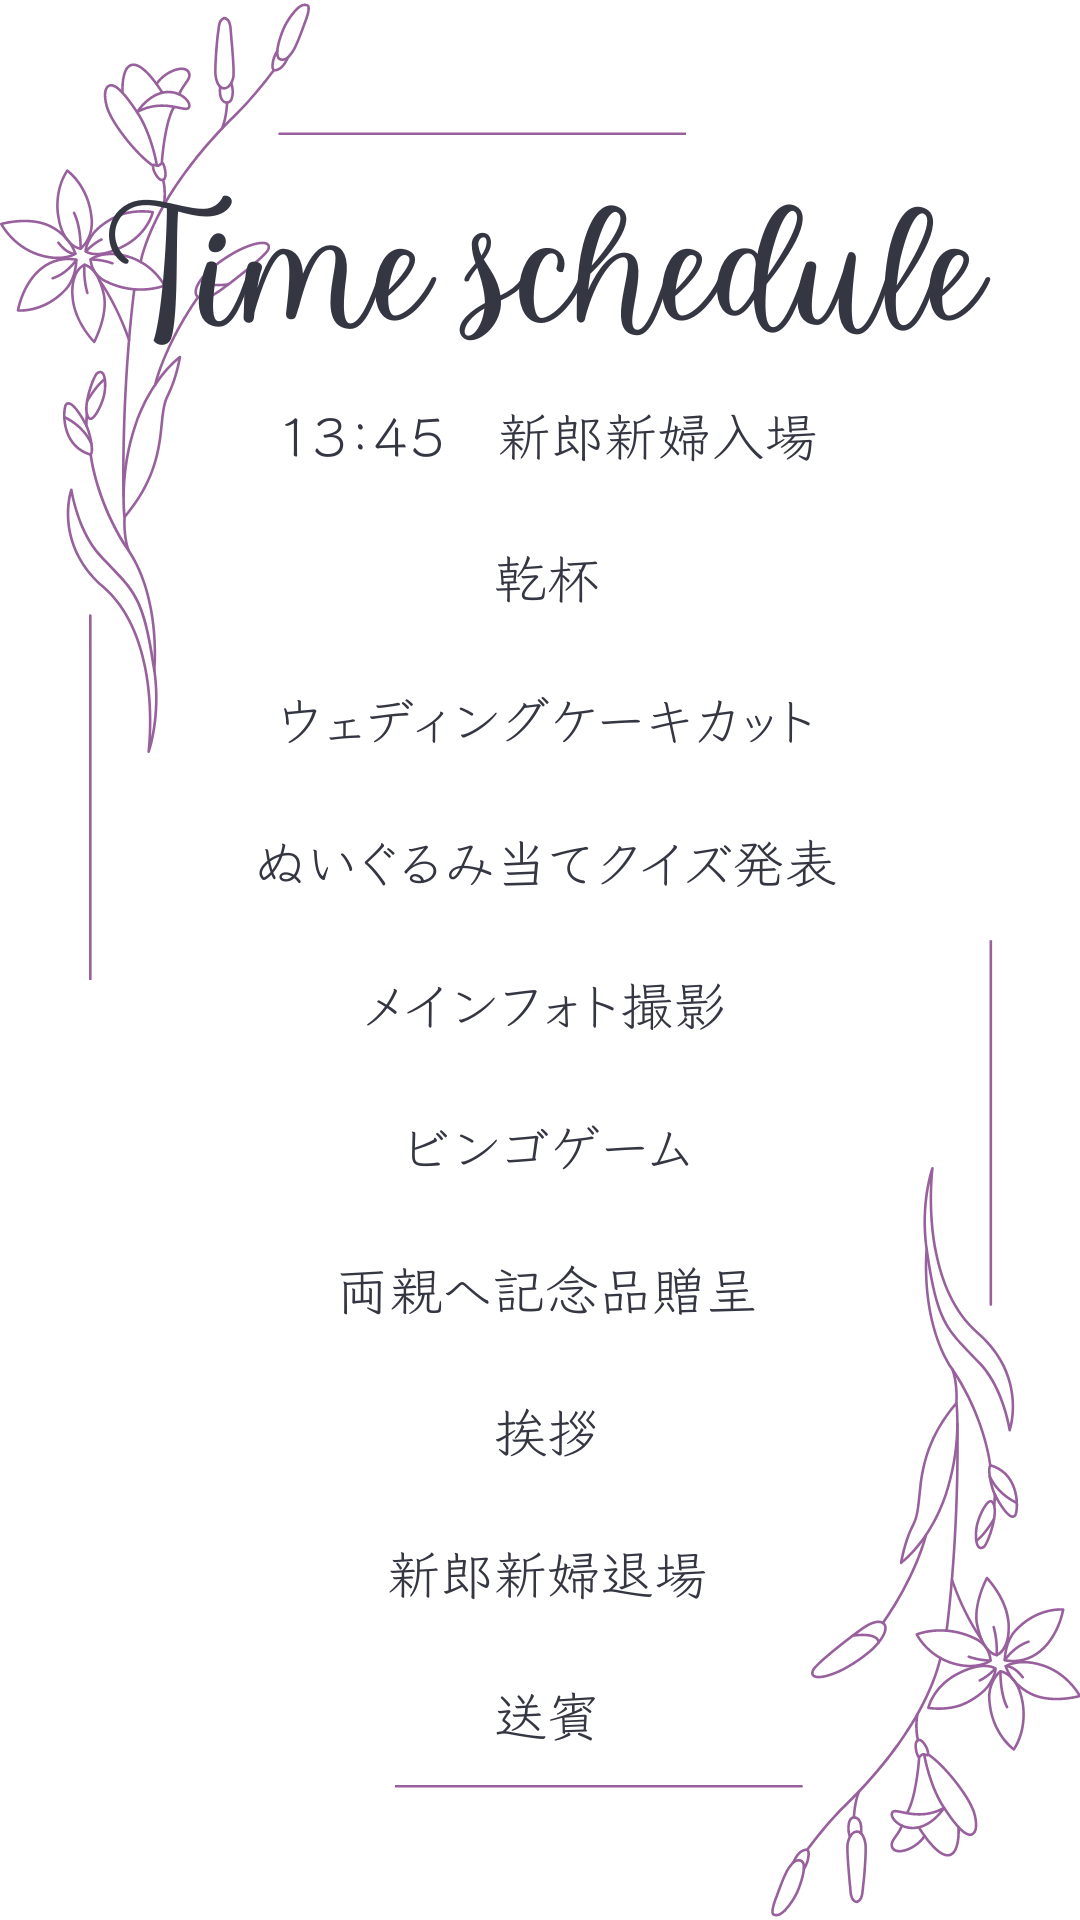 Time schedule
13:45　新郎新婦入場
乾杯
ウェディングケーキカット
ぬいぐるみ当てクイズ発表
メインフォト撮影
ビンゴゲーム
両親へ記念品贈呈
挨拶
新郎新婦退場
送賓